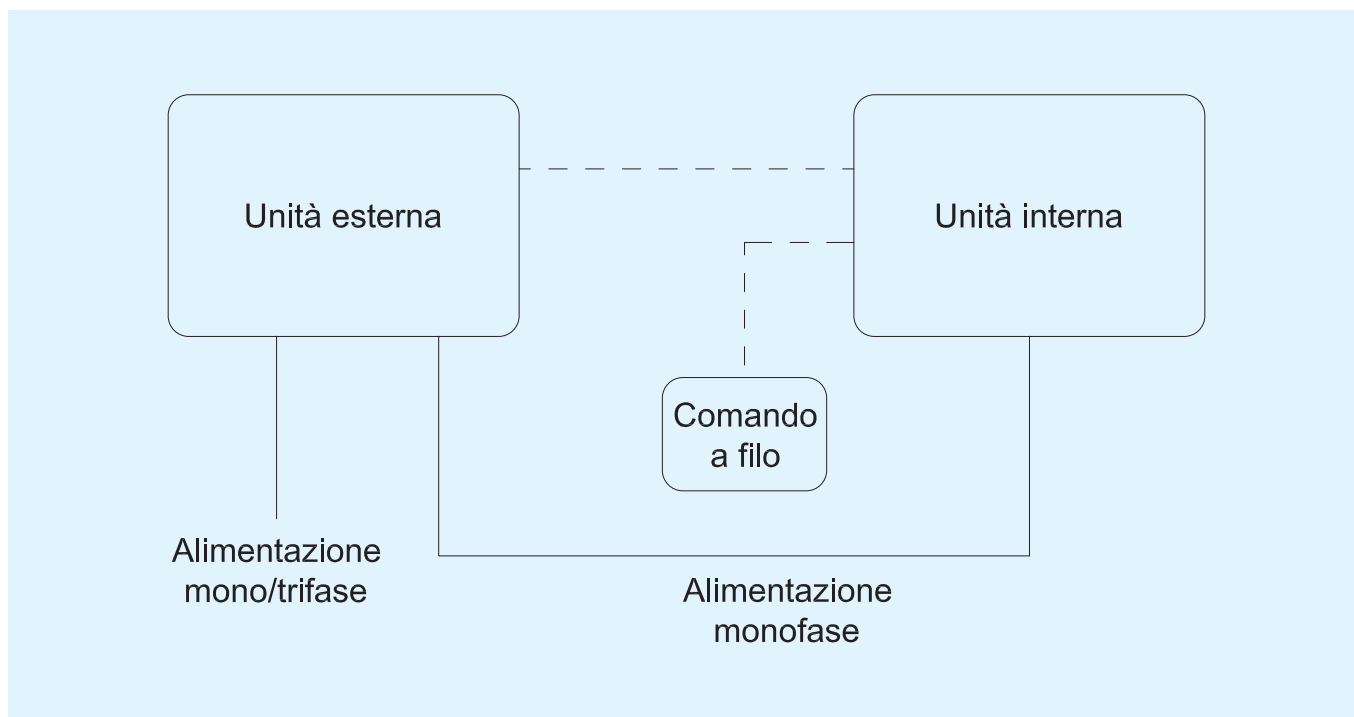 Unità esterna
Unità interna
Comando
a filo
Alimentazione
mono/trifase
Alimentazione
monofase